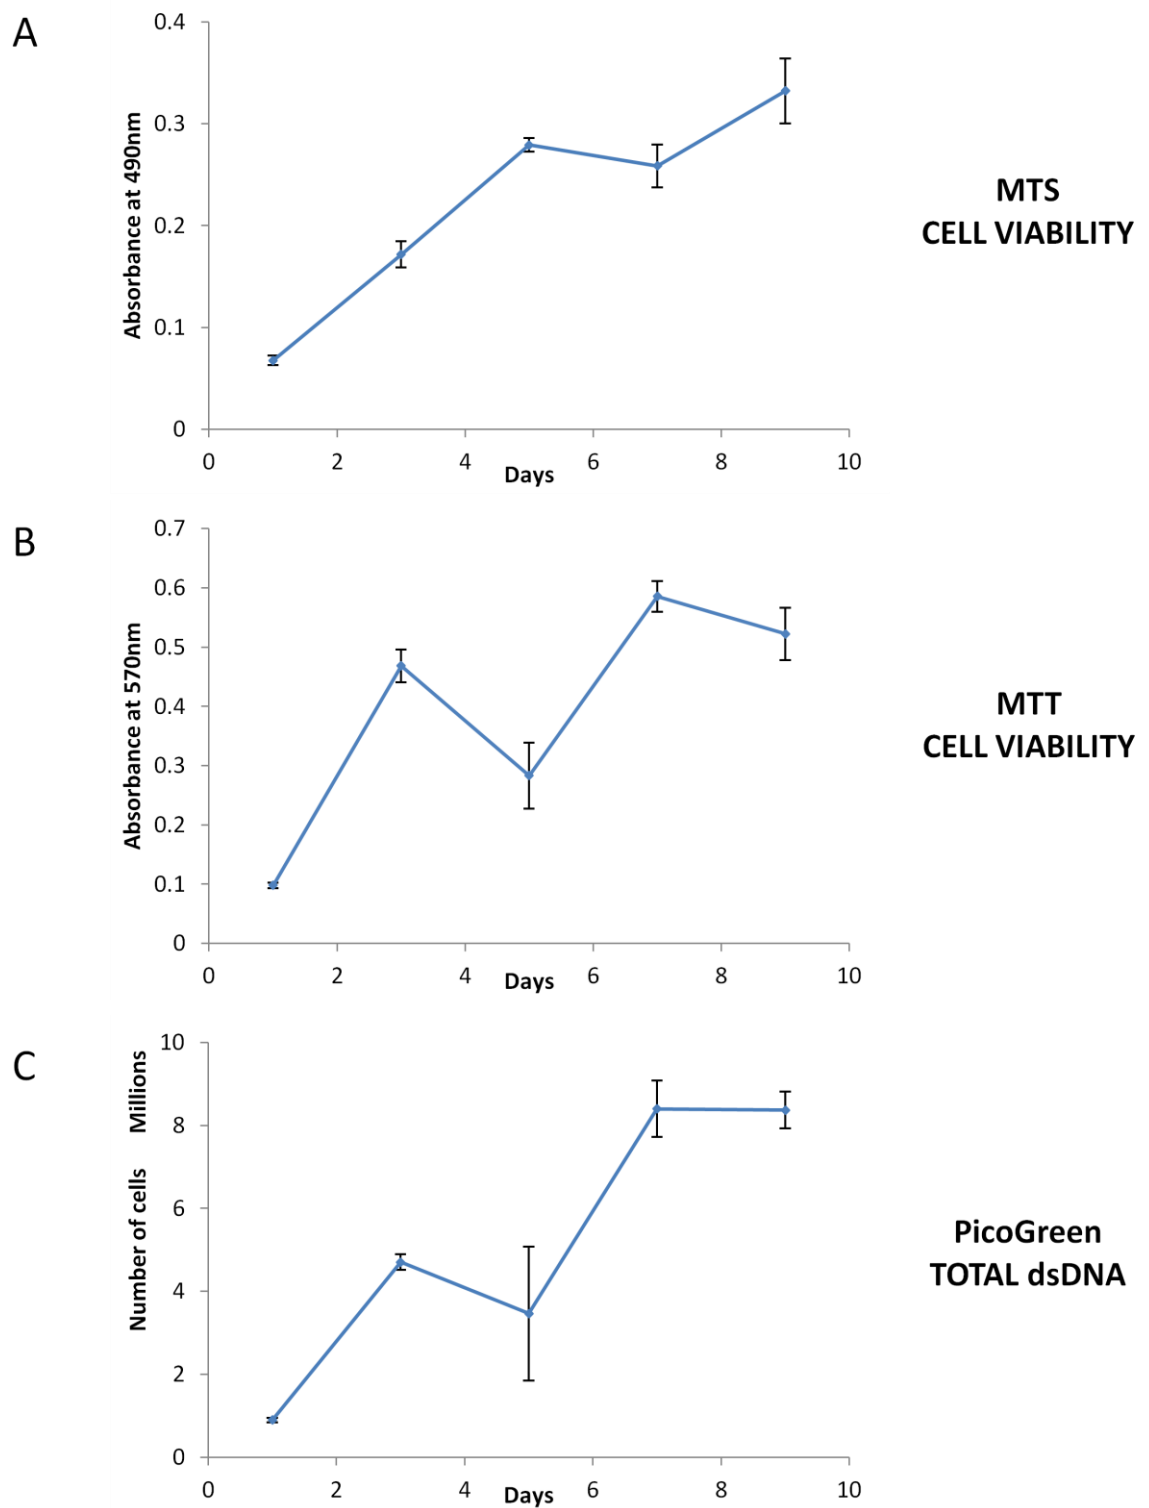 A
0.4
0.3
0.2
0.1
0
Absorbance at 490nm
0 2 4 6 8 10
Days
MTS
CELL VIABILITY
B
0.7
0.6
0.5
0.4
0.3
0.2
0.1
0
Absorbance at 570nm
0 2 4 6 8 10
Days
MTT
CELL VIABILITY
C
10
8
6
4
2
0
Number of cells Millions
0 2 4 6 8 10
Days
PicoGreen
TOTAL dsDNA